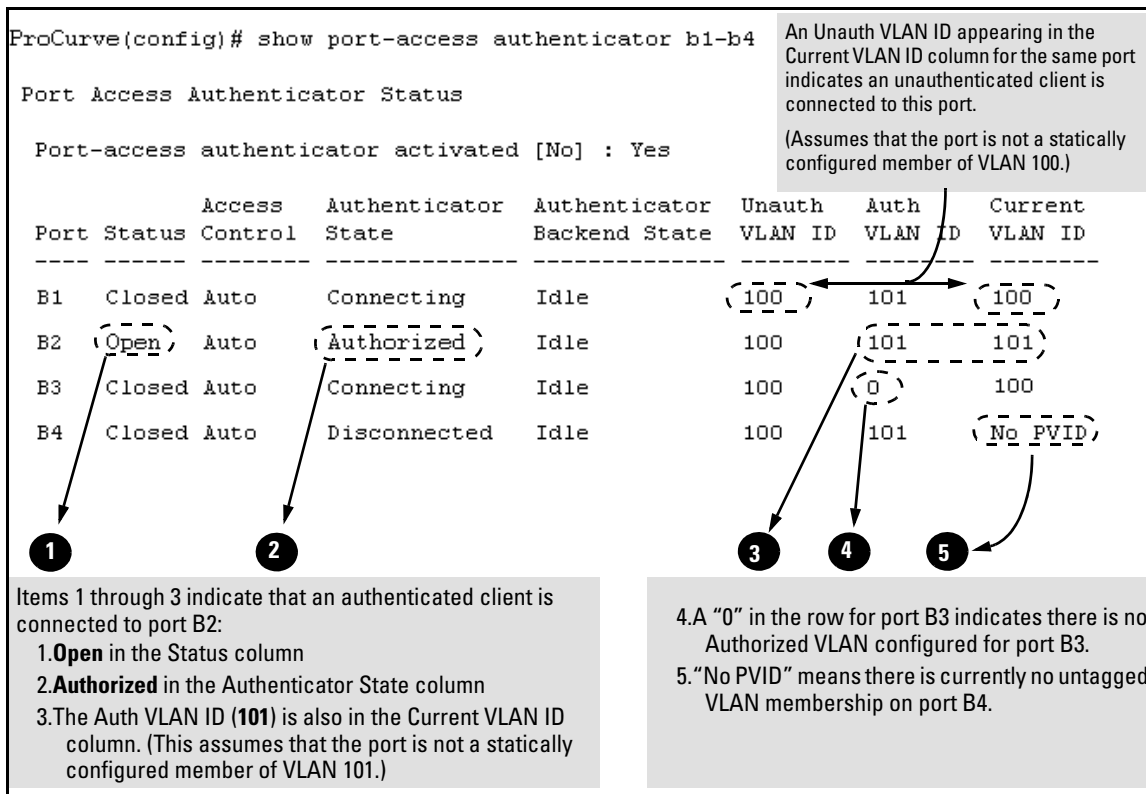 ProCurve(config)# show port-access authenticator b1-b4
An Unauth VLAN ID appearing in the
Current VLAN ID column for the same port
indicates an unauthenticated client is
connected to this port.
(Assumes that the port is not a statically
configured member of VLAN 100.)
Port Access Authenticator Status
Port-access authenticator activated [No] : Yes
Access Authenticator Authenticator Unauth Auth Current
Port Status Control State Backend State VLAN ID VLAN ID VLAN ID
---- ------ -------- -------------- -------------- -------- -------- --------
B1 Closed Auto Connecting Idle 100 101 100
B2 Open Auto Authorized Idle 100 101 101
B3 Closed Auto Connecting Idle 100 0 100
B4 Closed Auto Disconnected Idle 100 101 No PVID
1 2 3 4 5
Items 1 through 3 indicate that an authenticated client is
connected to port B2:
1.Open in the Status column
2.Authorized in the Authenticator State column
3.The Auth VLAN ID (101) is also in the Current VLAN ID
column. (This assumes that the port is not a statically
configured member of VLAN 101.)
4.A “0” in the row for port B3 indicates there is no
Authorized VLAN configured for port B3.
5.“No PVID” means there is currently no untagged
VLAN membership on port B4.